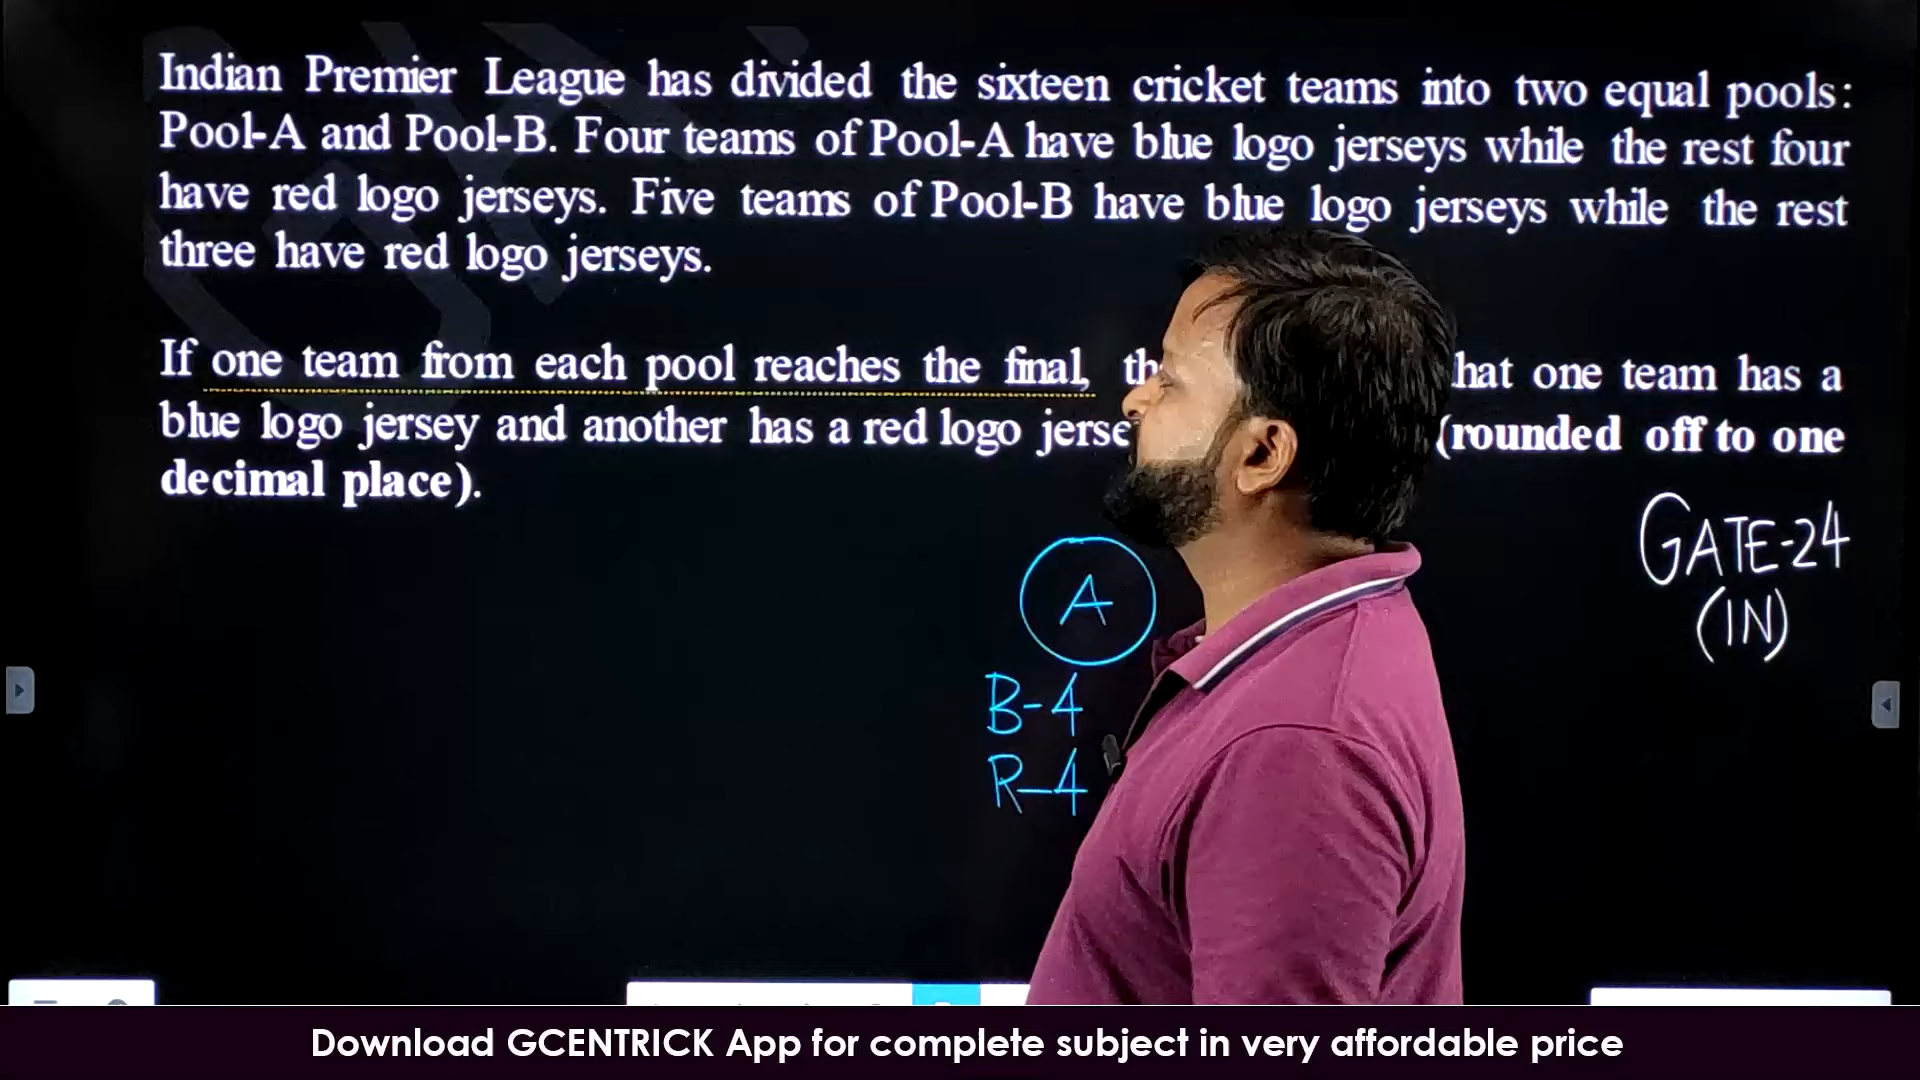 Indian Premier League has divided the sixteen cricket teams into two equal pools:
Pool-A and Pool-B. Four teams of Pool-A have blue logo jerseys while the rest four
have red logo jerseys. Five teams of Pool-B have blue logo jerseys while the rest
three have red logo jerseys.
If one team from each pool reaches the final, one team has a
blue logo jersey and another has a red logo (rounded off to one
decimal place).
GATE-24
(IN)
A
B-4
R-4
Download GCENTRICK App for complete subject in very affordable price